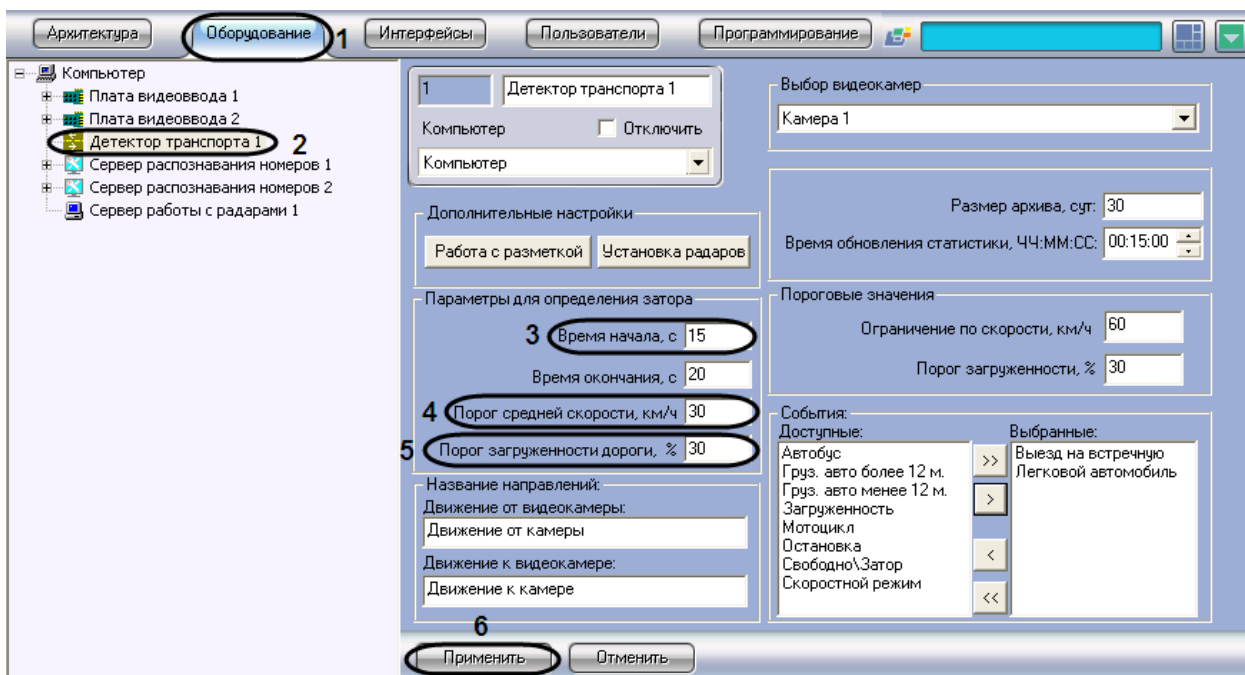 Архитектура
Оборудование
1
Интерфейсы
Пользователи
Программирование
Компьютер
Плата видеоввода 1
Плата видеоввода 2
Детектор транспорта 1
2
Сервер распознавания номеров 1
Сервер распознавания номеров 2
Сервер работы с радарами 1
1
Детектор транспорта 1
Компьютер
Отключить
Компьютер
Дополнительные настройки
Работа с разметкой
Установка радаров
Параметры для определения затора
3
Время начала, с 15
Время окончания, с 20
4
Порог средней скорости, км/ч 30
5
Порог загруженности дороги, % 30
Название направлений:
Движение от видеокамеры:
Движение от камеры
Движение к видеокамере:
Движение к камере
Выбор видеокамер
Камера 1
Размер архива, сут: 30
Время обновления статистики, ЧЧ:ММ:СС: 00:15:00
Пороговые значения
Ограничение по скорости, км/ч 60
Порог загруженности, % 30
События:
Доступные:
Автобус
Груз. авто более 12 м.
Груз. авто менее 12 м.
Загруженность
Мотоцикл
Остановка
Свободно\Затор
Скоростной режим
>>
>
<
<<
Выбранные:
Выезд на встречную
Легковой автомобиль
6
Применить
Отменить